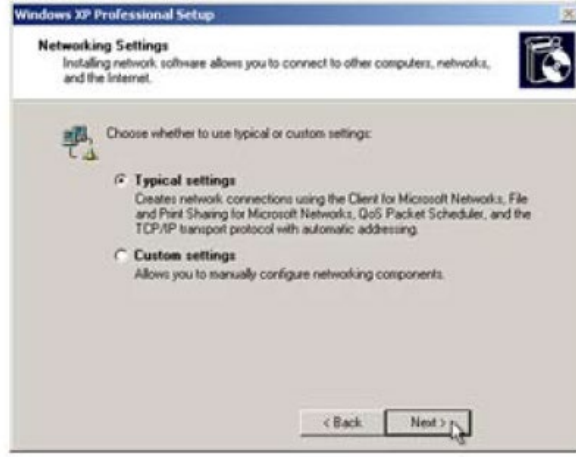 Windows XP Professional Setup
Networking Settings
Installing network software allows you to connect to other computers, networks,
and the Internet.
Choose whether to use typical or custom settings:
Typical settings
Creates network connections using the Client for Microsoft Networks, File
and Print Sharing for Microsoft Networks, QoS Packet Scheduler, and the
TCP/IP transport protocol with automatic addressing.
Custom settings
Allows you to manually configure networking components.
< Back
Next >